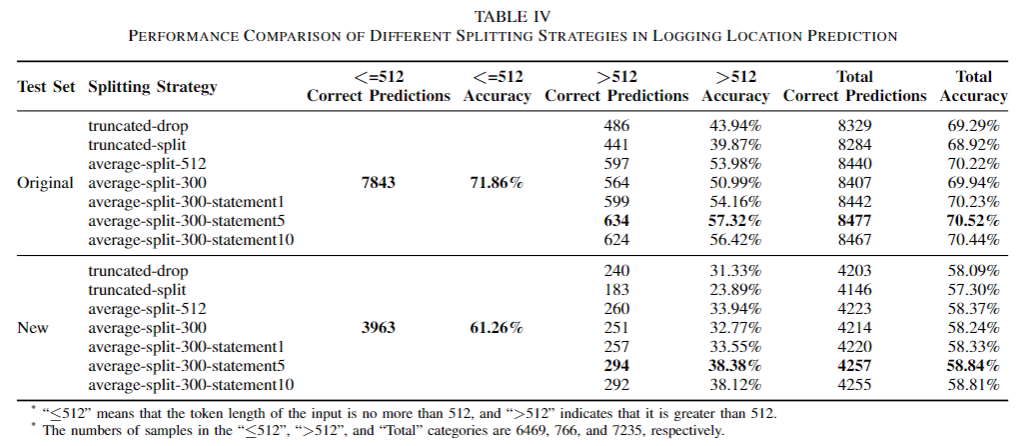 TABLE IV
PERFORMANCE COMPARISON OF DIFFERENT SPLITTING STRATEGIES IN LOGGING LOCATION PREDICTION
Test Set Splitting Strategy <=512 Correct Predictions <=512 Accuracy >512 Correct Predictions >512 Accuracy Total Correct Predictions Total Accuracy
truncated-drop 486 43.94% 8329 69.29%
truncated-split 441 39.87% 8284 68.92%
average-split-512 597 53.98% 8440 70.22%
Original average-split-300 7843 71.86% 564 50.99% 8407 69.94%
average-split-300-statement1 599 54.16% 8442 70.23%
average-split-300-statement5 634 57.32% 8477 70.52%
average-split-300-statement10 624 56.42% 8467 70.44%
truncated-drop 240 31.33% 4203 58.09%
truncated-split 183 23.89% 4146 57.30%
average-split-512 260 33.94% 4223 58.37%
New average-split-300 3963 61.26% 251 32.77% 4214 58.24%
average-split-300-statement1 257 33.55% 4220 58.33%
average-split-300-statement5 294 38.38% 4257 58.84%
average-split-300-statement10 292 38.12% 4255 58.81%
* “≤512” means that the token length of the input is no more than 512, and “>512” indicates that it is greater than 512.
* The numbers of samples in the “≤512”, “>512”, and “Total” categories are 6469, 766, and 7235, respectively.